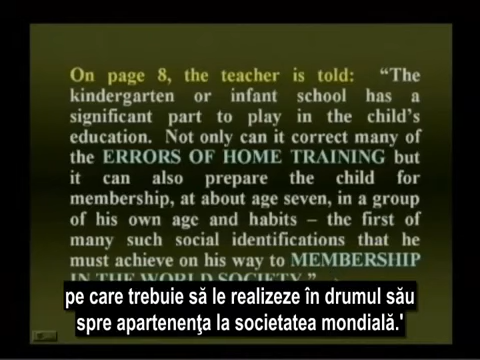 On page 8, the teacher is told: “The
kindergarten or infant school has a
significant part to play in the child’s
education. Not only can it correct many of
the ERRORS OF HOME TRAINING but
it can also prepare the child for
membership, at about age seven, in a group
of his own age and habits – the first of
many such social identifications that he
must achieve on his way to MEMBERSHIP
IN THE WORLD SOCIETY.”
pe care trebuie să le realizeze în drumul său
spre apartenenţa la societatea mondială.'